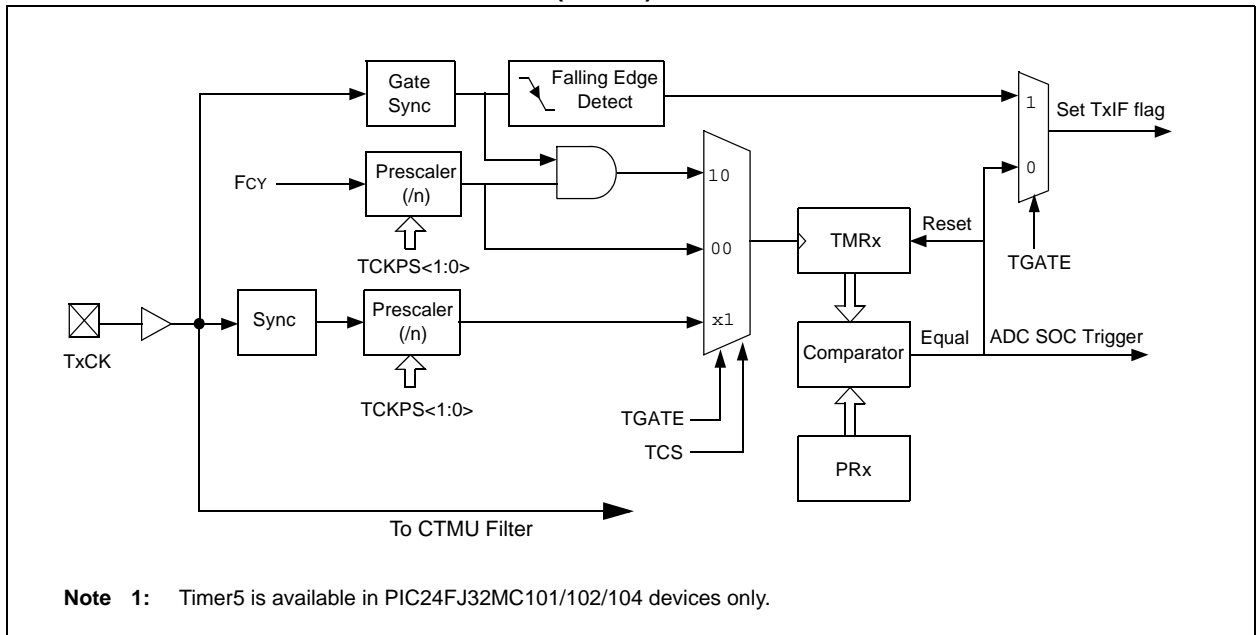 Gate
Sync
Falling Edge
Detect
1
Set TxIF flag
0
FCY
Prescaler
(/n)
10
TCKPS<1:0>
00
TMRx
Reset
TGATE
TxCK
Sync
Prescaler
(/n)
x1
Comparator
Equal
ADC SOC Trigger
TCKPS<1:0>
TGATE
TCS
PRx
To CTMU Filter
Note 1: Timer5 is available in PIC24FJ32MC101/102/104 devices only.